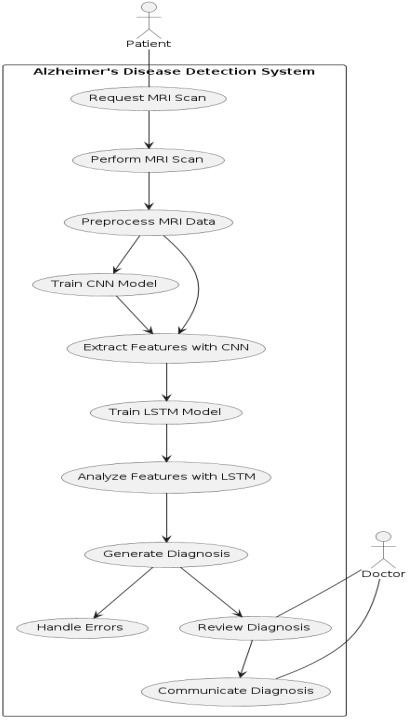 Patient
Alzheimer's Disease Detection System
Request MRI Scan
Perform MRI Scan
Preprocess MRI Data
Train CNN Model
Extract Features with CNN
Train LSTM Model
Analyze Features with LSTM
Generate Diagnosis
Doctor
Handle Errors
Review Diagnosis
Communicate Diagnosis